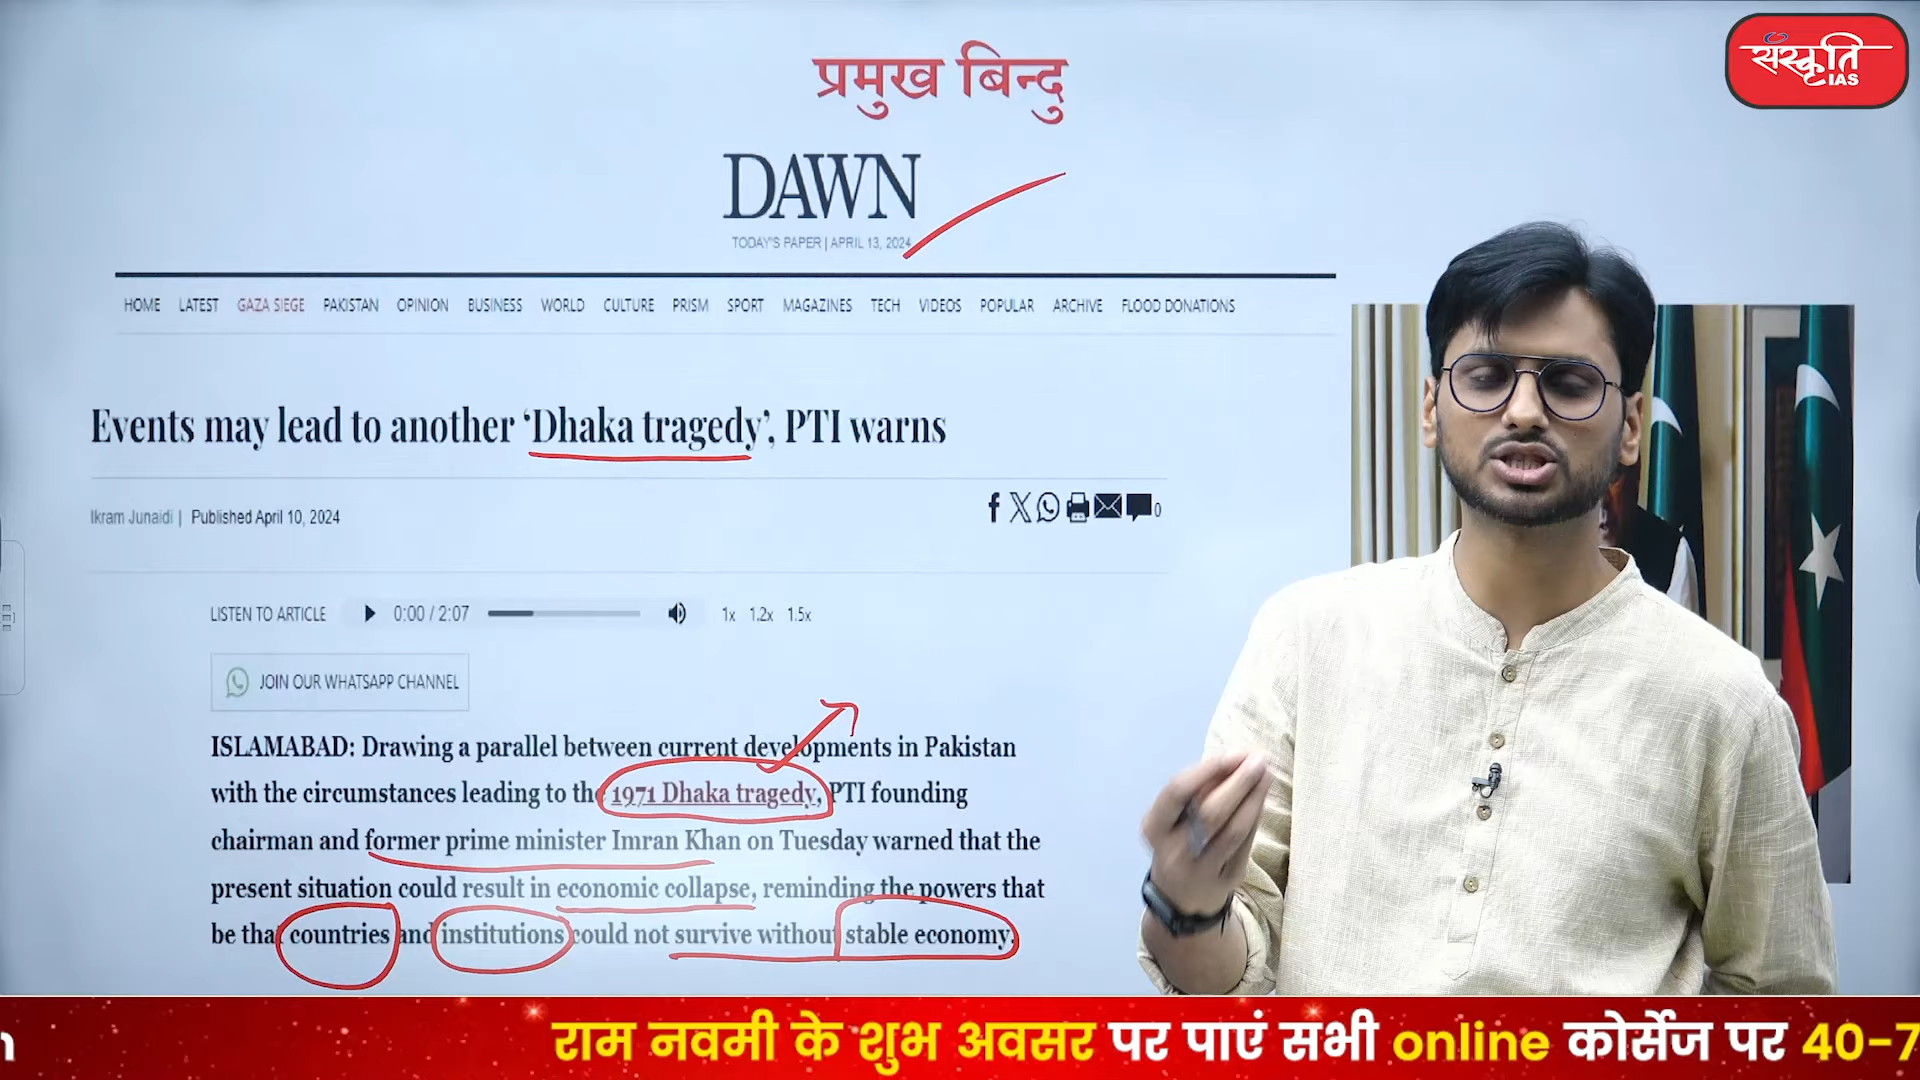 संस्कृति
IAS
प्रमुख बिन्दु
DAWN
TODAY'S PAPER | APRIL 13, 2024
HOME LATEST GAZA SIEGE PAKISTAN OPINION BUSINESS WORLD CULTURE PRISM SPORT MAGAZINES TECH VIDEOS POPULAR ARCHIVE FLOOD DONATIONS
Events may lead to another ‘Dhaka tragedy’, PTI warns
Ikram Junaidi | Published April 10, 2024
0
LISTEN TO ARTICLE 0:00 / 2:07 1x 1.2x 1.5x
JOIN OUR WHATSAPP CHANNEL
ISLAMABAD: Drawing a parallel between current developments in Pakistan
with the circumstances leading to the 1971 Dhaka tragedy, PTI founding
chairman and former prime minister Imran Khan on Tuesday warned that the
present situation could result in economic collapse, reminding the powers that
be that countries and institutions could not survive without stable economy.
राम नवमी के शुभ अवसर पर पाएं सभी online कोर्सेज पर 40-7